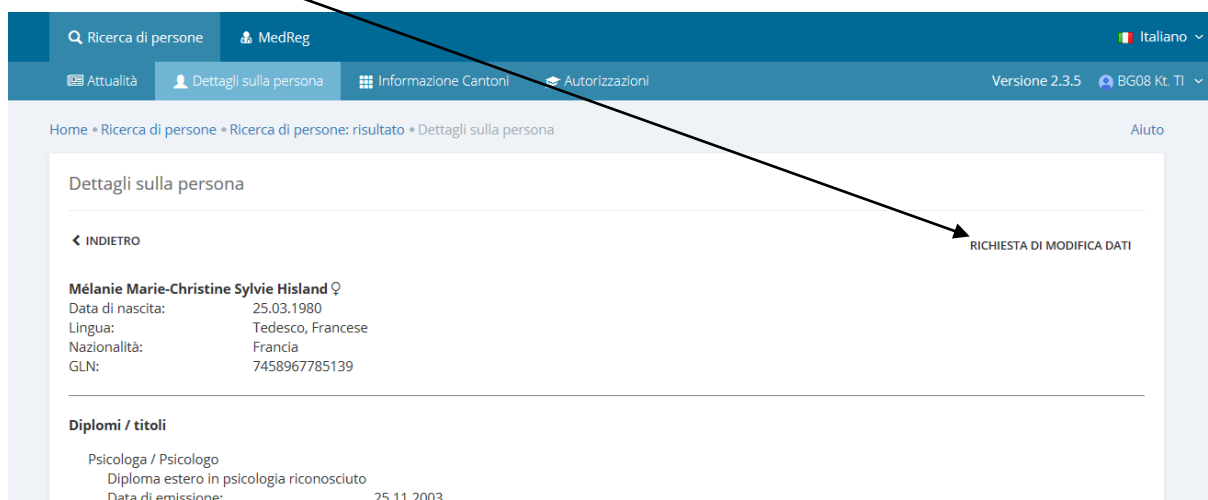 Ricerca di persone MedReg Italiano
Attualità Dettagli sulla persona Informazione Cantoni Autorizzazioni Versione 2.3.5 BG08 Kt. TI
Home • Ricerca di persone • Ricerca di persone: risultato • Dettagli sulla persona Aiuto
Dettagli sulla persona
INDIETRO RICHIESTA DI MODIFICA DATI
Mélanie Marie-Christine Sylvie Hisland ♀
Data di nascita: 25.03.1980
Lingua: Tedesco, Francese
Nazionalità: Francia
GLN: 7458967785139
Diplomi / titoli
Psicologa / Psicologo
Diploma estero in psicologia riconosciuto
Data di emissione: 25.11.2003